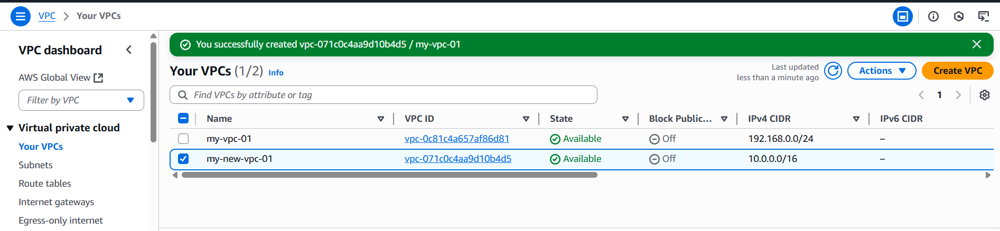 VPC > Your VPCs
VPC dashboard
AWS Global View
Filter by VPC
Virtual private cloud
Your VPCs
Subnets
Route tables
Internet gateways
Egress-only internet
You successfully created vpc-071c0c4aa9d10b4d5 / my-vpc-01
Your VPCs (1/2) Info
Last updated
less than a minute ago
Actions
Create VPC
Find VPCs by attribute or tag
1
Name VPC ID State Block Public... IPv4 CIDR IPv6 CIDR
my-vpc-01 vpc-0c81c4a657af86d81 Available Off 192.168.0.0/24 –
my-new-vpc-01 vpc-071c0c4aa9d10b4d5 Available Off 10.0.0.0/16 –